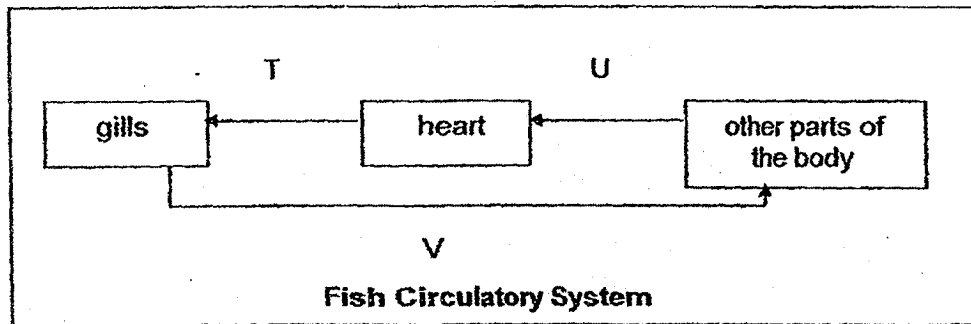 T U
gills heart other parts of
the body
V
Fish Circulatory System